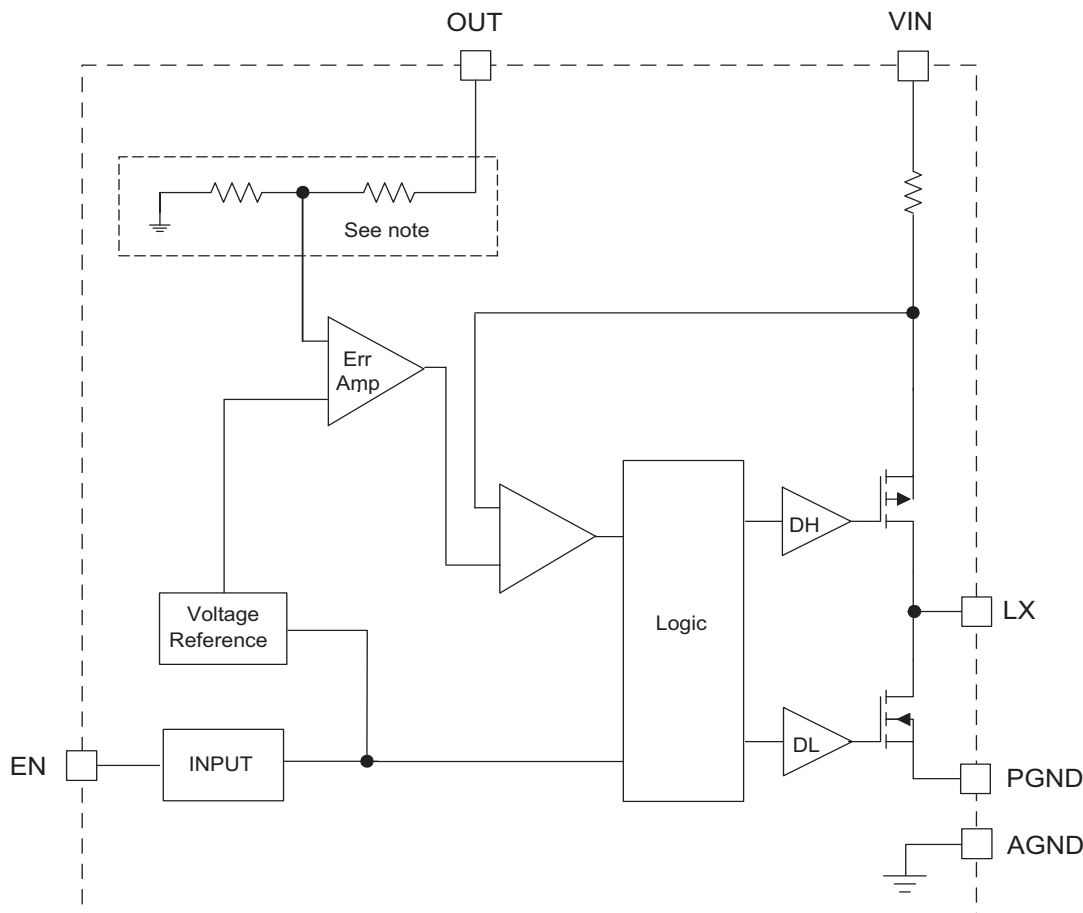 OUT
VIN
See note
Err
Amp
DH
Voltage
Reference
Logic
LX
EN
INPUT
DL
PGND
AGND